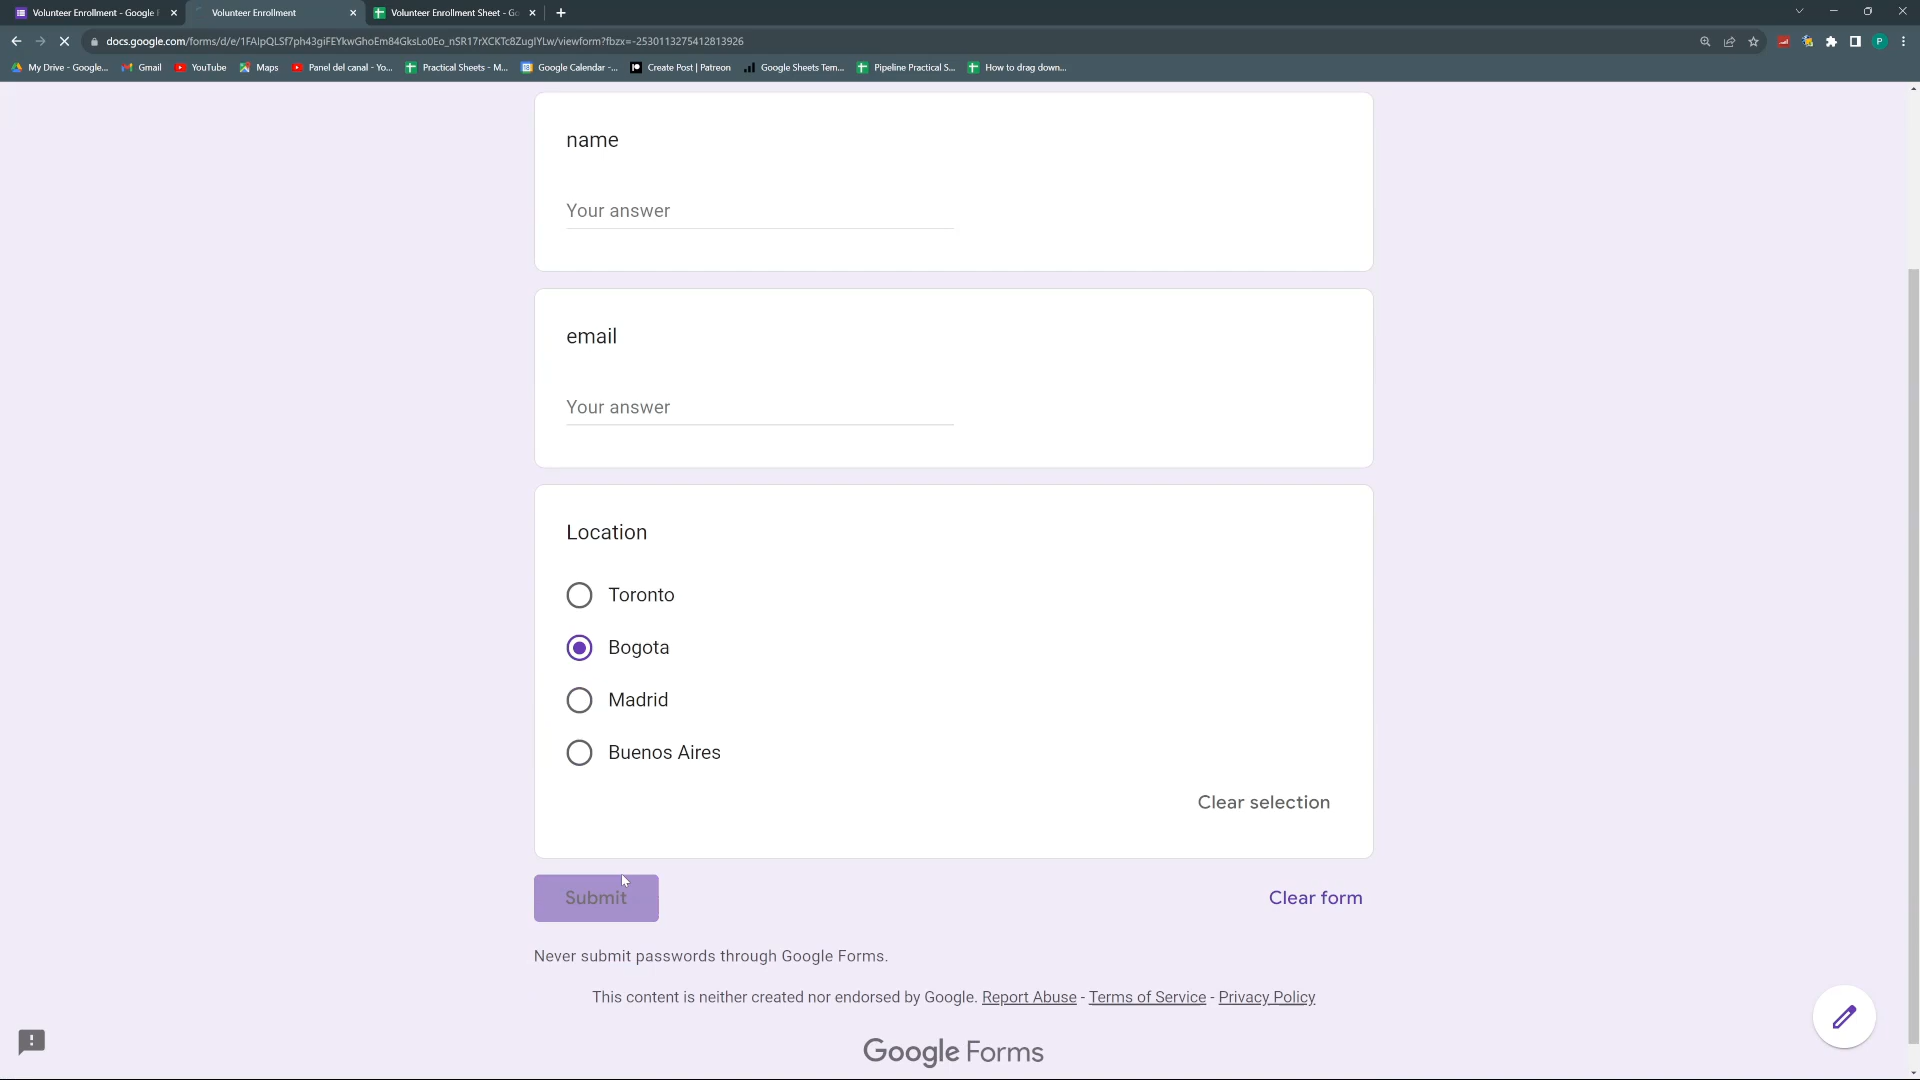 Volunteer Enrollment - Google F
Volunteer Enrollment
Volunteer Enrollment Sheet - Go
docs.google.com/forms/d/e/1FAIpQLSf7ph43giFEYkwGhoEm84GksLo0Eo_nSR17rXCKTc8ZugIYLw/viewform?fbzx=-2530113275412813926
P
My Drive - Google...
Gmail
YouTube
Maps
Panel del canal - Yo...
Practical Sheets - M...
Google Calendar -...
Create Post | Patreon
Google Sheets Tem...
Pipeline Practical S...
How to drag down...
name
Your answer
email
Your answer
Location
Toronto
Bogota
Madrid
Buenos Aires
Clear selection
Submit
Clear form
Never submit passwords through Google Forms.
This content is neither created nor endorsed by Google. Report Abuse - Terms of Service - Privacy Policy
Google Forms